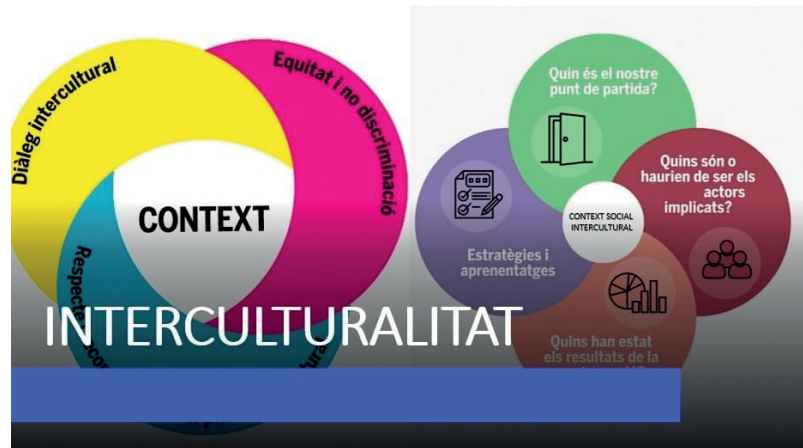 Diàleg intercultural
Equitat i no discriminació
CONTEXT
Respecte
Quin és el nostre
punt de partida?
Quins són o
haurien de ser els
actors
implicats?
CONTEXT SOCIAL
INTERCULTURAL
Estratègies i
aprenentatges
Quins han estat
els resultats de la
INTERCULTURALITAT